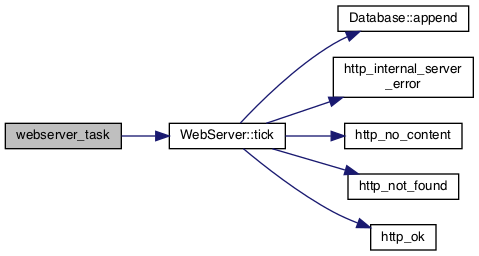 Database::append
http_internal_server
_error
webserver_task
WebServer::tick
http_no_content
http_not_found
http_ok